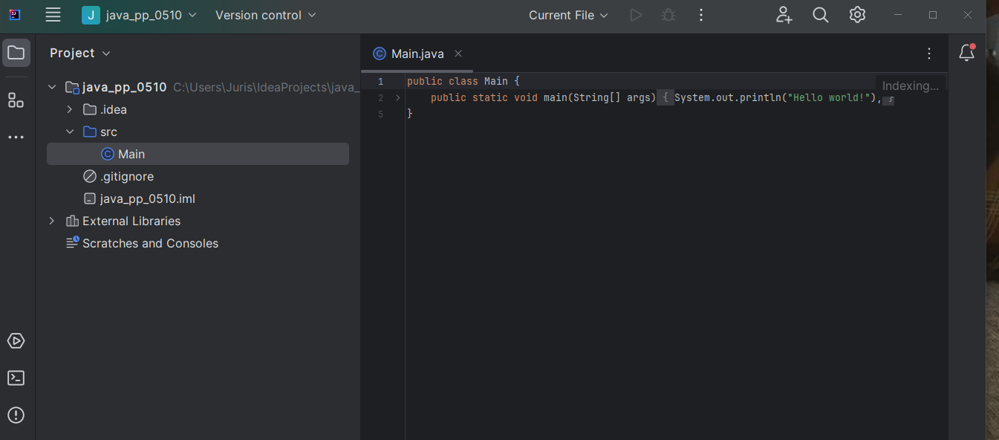 J java_pp_0510 Version control Current File
Project
Main.java
java_pp_0510 C:\Users\Juris\IdeaProjects\java_
.idea
src
Main
.gitignore
java_pp_0510.iml
External Libraries
Scratches and Consoles
1 public class Main {
Indexing...
2 public static void main(String[] args) { System.out.println("Hello world!"); }
5 }